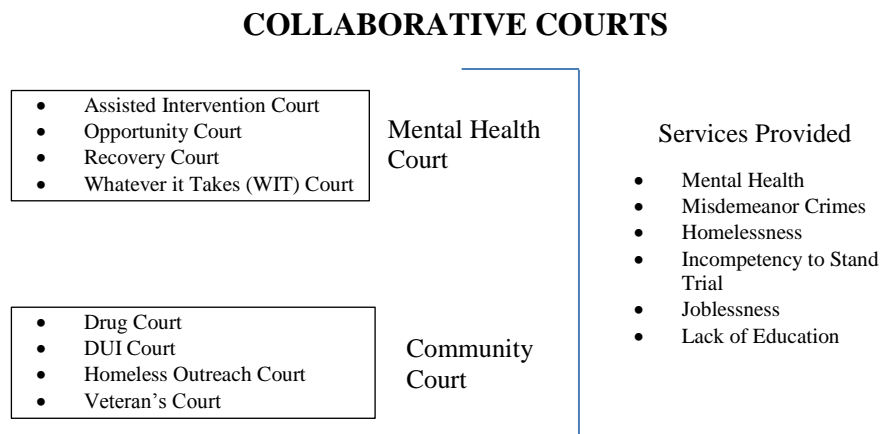 COLLABORATIVE COURTS
• Assisted Intervention Court
• Opportunity Court
• Recovery Court
• Whatever it Takes (WIT) Court
Mental Health
Court
• Drug Court
• DUI Court
• Homeless Outreach Court
• Veteran’s Court
Community
Court
Services Provided
• Mental Health
• Misdemeanor Crimes
• Homelessness
• Incompetency to Stand
Trial
• Joblessness
• Lack of Education